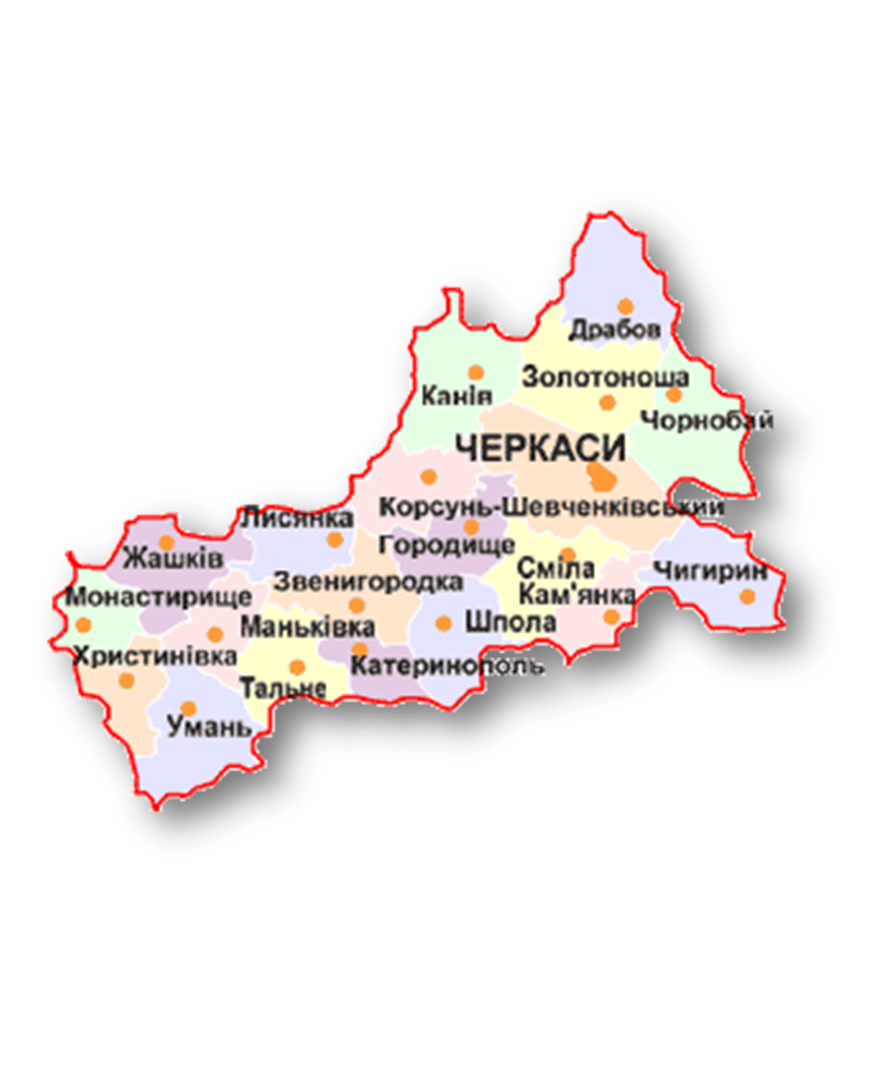 Драбов
Золотоноша
Канів
Чорнобай
ЧЕРКАСИ
Корсунь-Шевченківський
Лисянка
Городище
Жашків
Сміла
Чигирин
Звенигородка
Кам'янка
Монастирище
Маньківка
Шпола
Христинівка
Катеринополь
Тальне
Умань